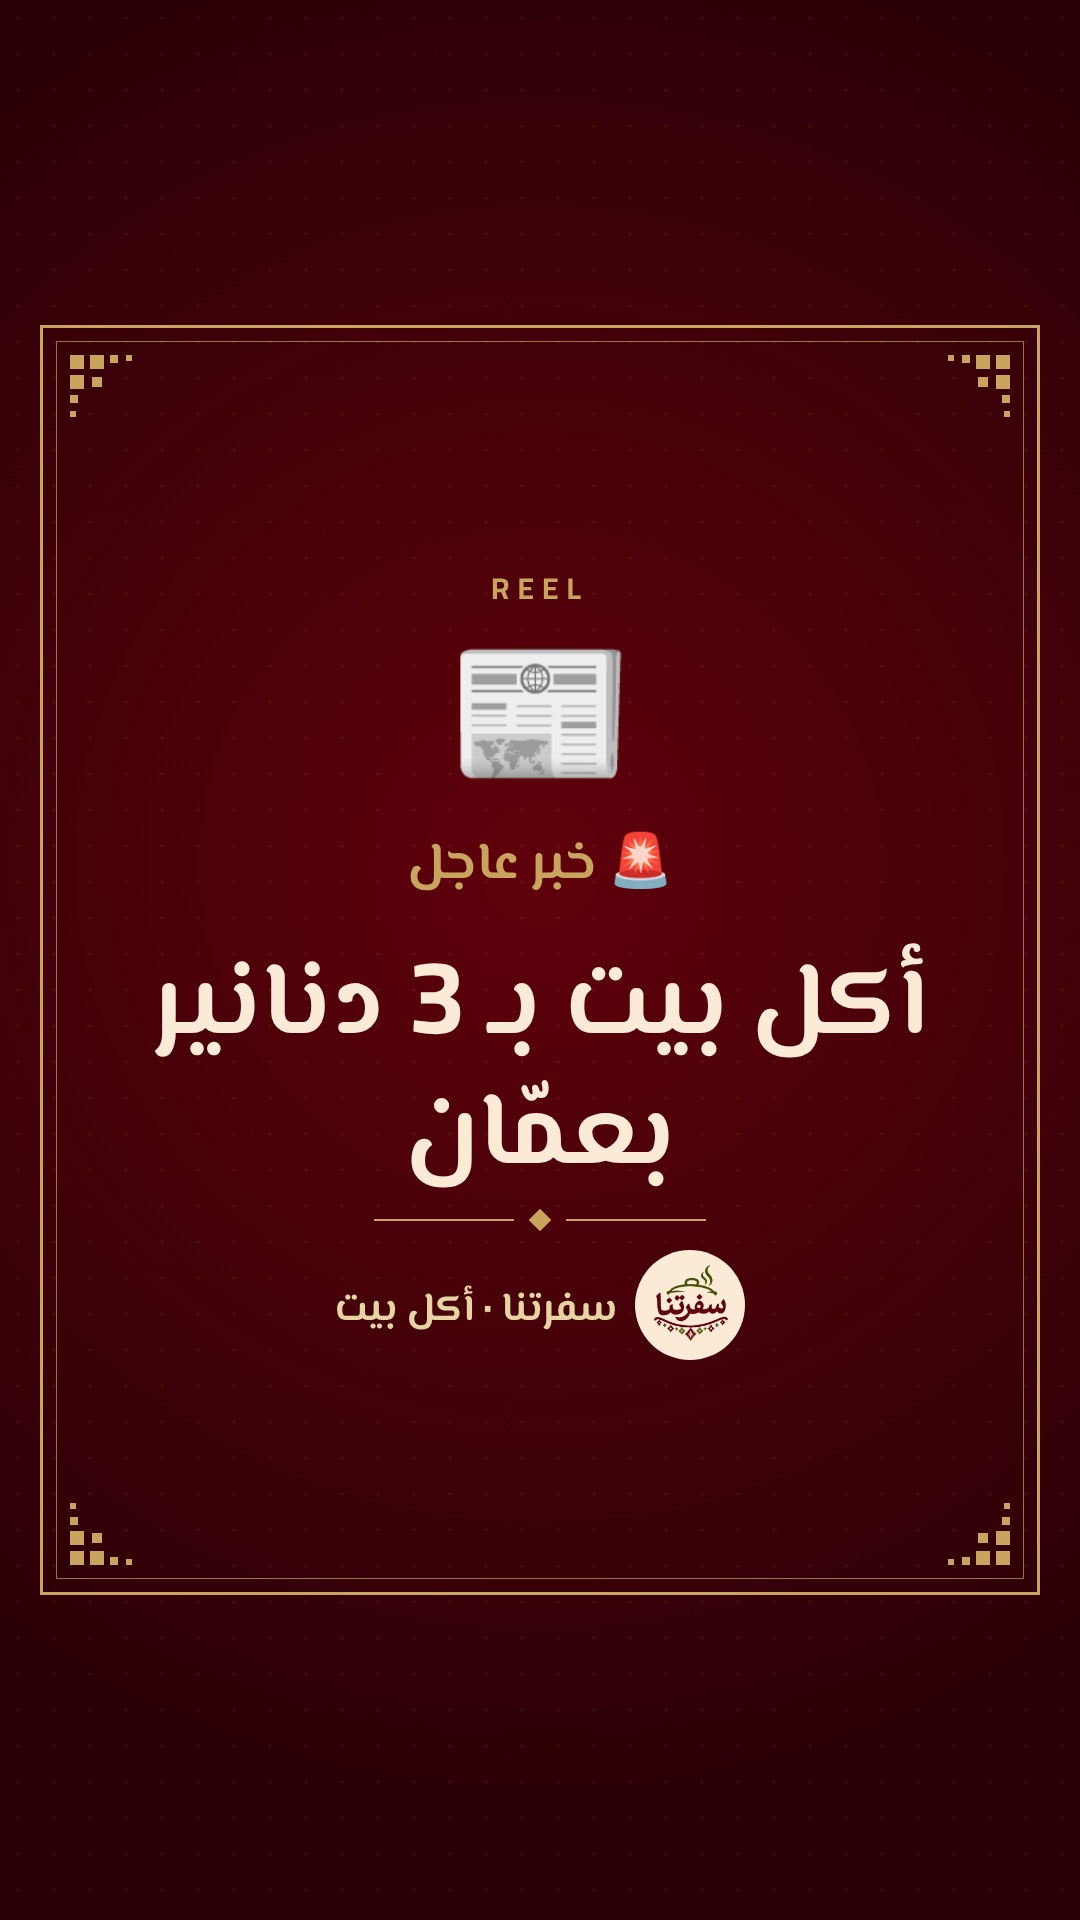 REEL
🚨 خبر عاجل
أكل بيت بـ 3 دنانير
بعمّان
سفرتنا
سفرتنا · أكل بيت